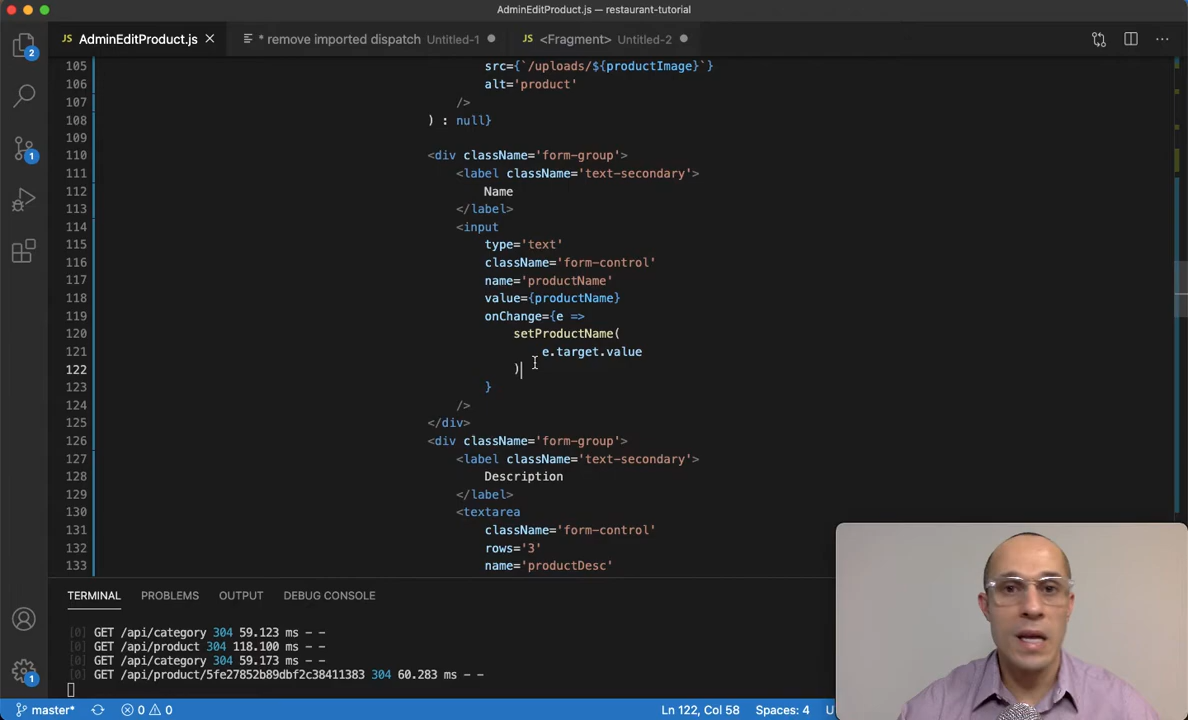 AdminEditProduct.js — restaurant-tutorial
JS AdminEditProduct.js × * remove imported dispatch Untitled-1 JS <Fragment> Untitled-2
105 src={`/uploads/${productImage}`}
106 alt='product'
107 />
108 ) : null}
109
110 <div className='form-group'>
111 <label className='text-secondary'>
112 Name
113 </label>
114 <input
115 type='text'
116 className='form-control'
117 name='productName'
118 value={productName}
119 onChange={e =>
120 setProductName(
121 e.target.value
122 )
123 }
124 />
125 </div>
126 <div className='form-group'>
127 <label className='text-secondary'>
128 Description
129 </label>
130 <textarea
131 className='form-control'
132 rows='3'
133 name='productDesc'
2
1
1
TERMINAL PROBLEMS OUTPUT DEBUG CONSOLE
[0] GET /api/category 304 59.123 ms - -
[0] GET /api/product 304 118.100 ms - -
[0] GET /api/category 304 59.173 ms - -
[0] GET /api/product/5fe27852b89dbf2c38411383 304 60.283 ms - -
master* 0 0 Ln 122, Col 58 Spaces: 4 U